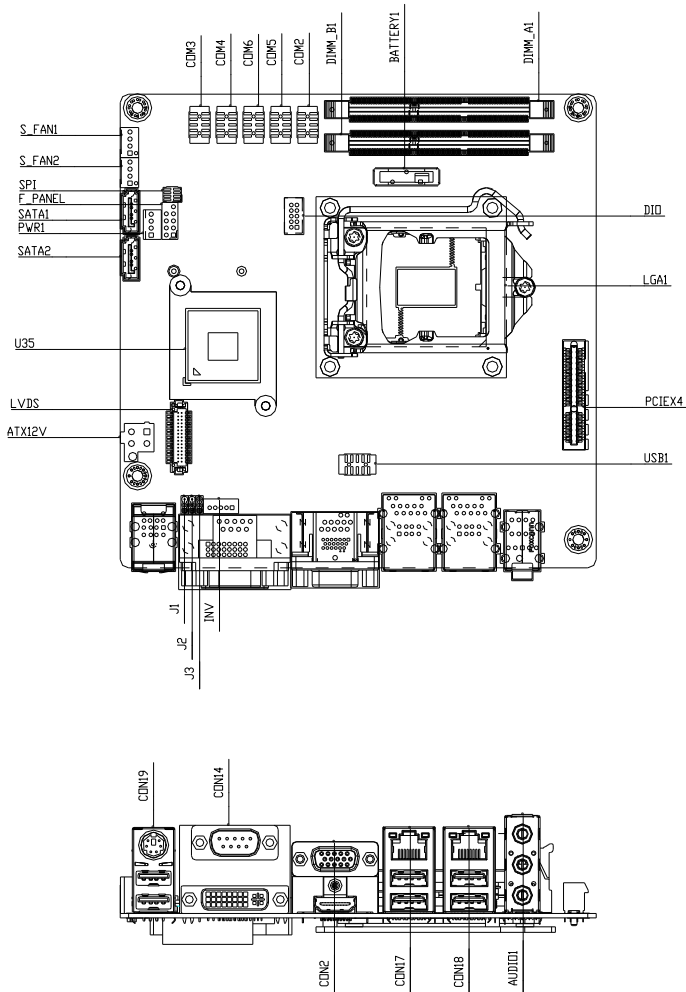 COM3
COM4
COM6
COM5
COM2
DIMM_B1
BATTERY1
DIMM_A1
S_FAN1
S_FAN2
SPI
F_PANEL
SATA1
PWR1
SATA2
DIO
LGA1
U35
LVDS
ATX12V
PCIEX4
USB1
J1
J2
J3
INV
CON19
CON14
CON2
CON17
CON18
AUDIO1